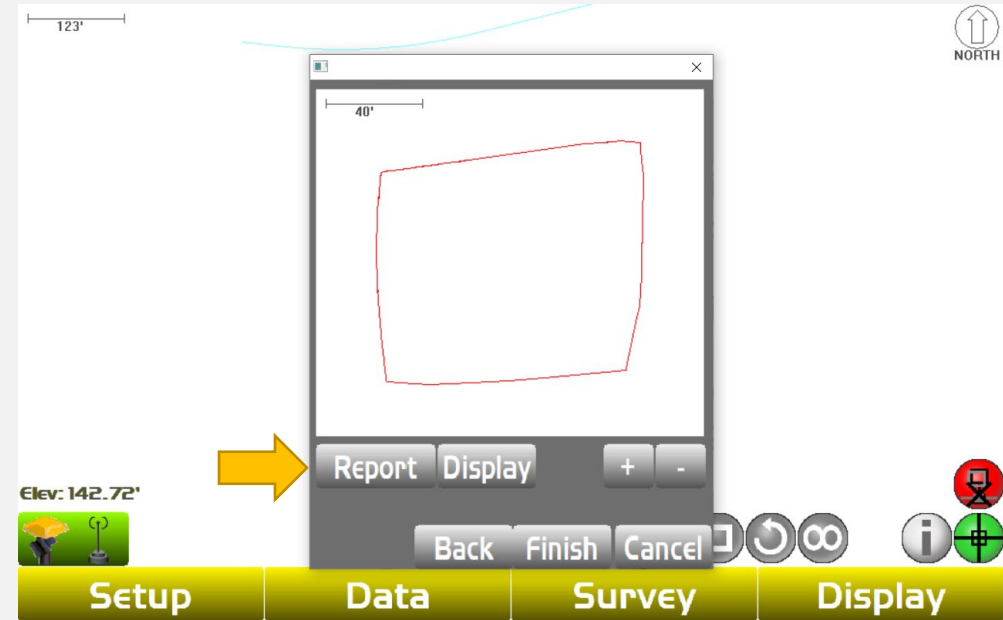 123'
NORTH
40'
Report Display + -
Elev: 142.72'
Back Finish Cancel
Setup Data Survey Display